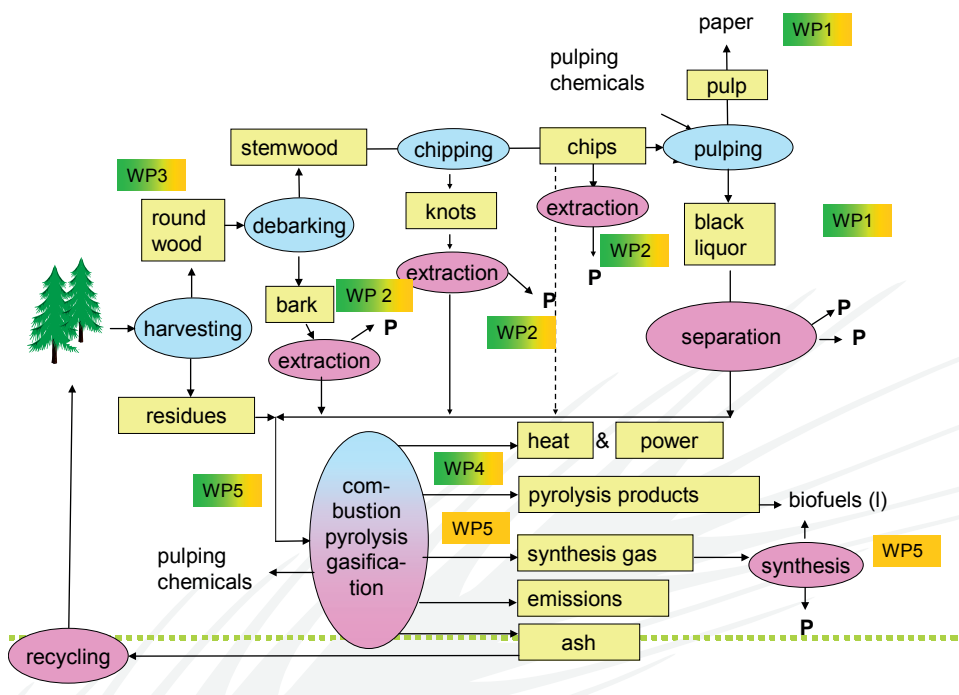 paper
WP1
pulping
chemicals
pulp
stemwood
chipping
chips
pulping
WP3
round
wood
debarking
knots
extraction
black
liquor
WP1
WP2
P
extraction
P
bark
WP 2
P
WP2
harvesting
extraction
separation
P
P
residues
heat
&
power
WP4
WP5
com-
bustion
pyrolysis
gasifica-
tion
pyrolysis products
biofuels (l)
WP5
synthesis gas
synthesis
WP5
pulping
chemicals
emissions
P
ash
recycling